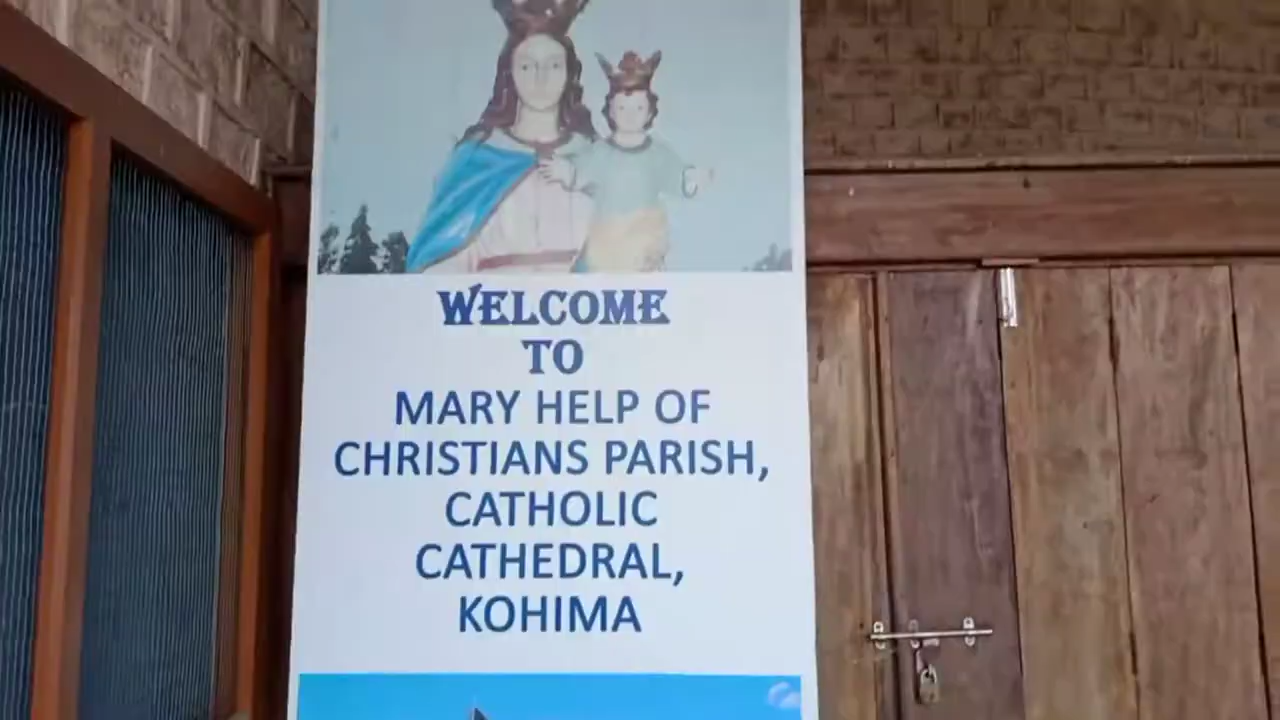 WELCOME
TO
MARY HELP OF
CHRISTIANS PARISH,
CATHOLIC
CATHEDRAL,
KOHIMA